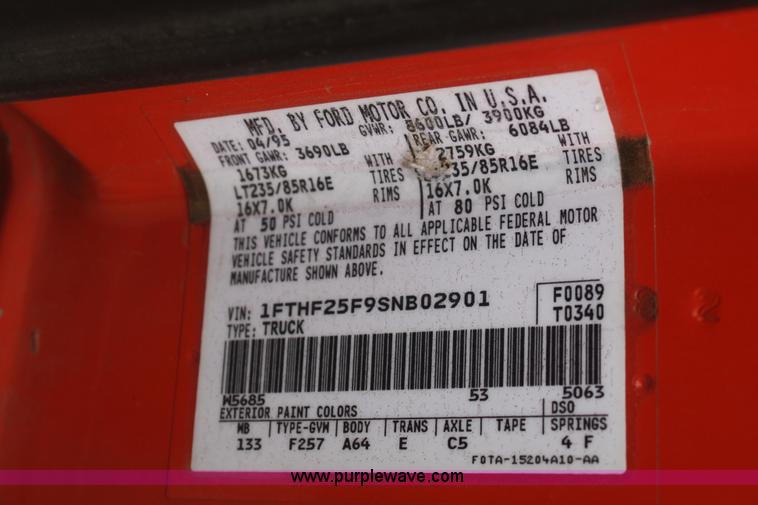 MFD. BY FORD MOTOR CO. IN U.S.A.
DATE: 04/95 GVWR: 8600LB/ 3900KG
FRONT GAWR: 3690LB REAR GAWR: 6084LB
1673KG WITH 2759KG WITH
LT235/85R16E TIRES 235/85R16E TIRES
16X7.0K RIMS 16X7.0K RIMS
AT 50 PSI COLD AT 80 PSI COLD
THIS VEHICLE CONFORMS TO ALL APPLICABLE FEDERAL MOTOR
VEHICLE SAFETY STANDARDS IN EFFECT ON THE DATE OF
MANUFACTURE SHOWN ABOVE.
VIN: 1FTHF25F9SNB02901 F0089
TYPE: TRUCK T0340
W5685 53 5063
EXTERIOR PAINT COLORS DSO
WB TYPE-GVW BODY TRANS AXLE TAPE SPRINGS
133 F257 A64 E C5 4 F
F0TA-15204A10-AA
www.purplewave.com